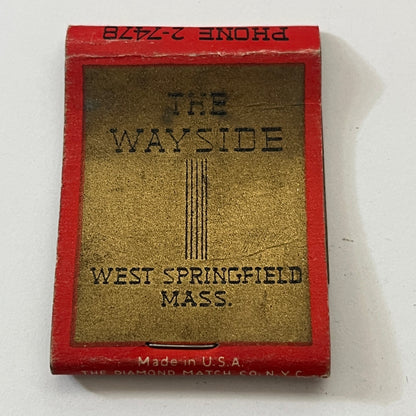 PHONE 2-7478
THE
WAYSIDE
WEST SPRINGFIELD
MASS.
Made in U.S.A.
THE DIAMOND MATCH CO. N.Y.C.